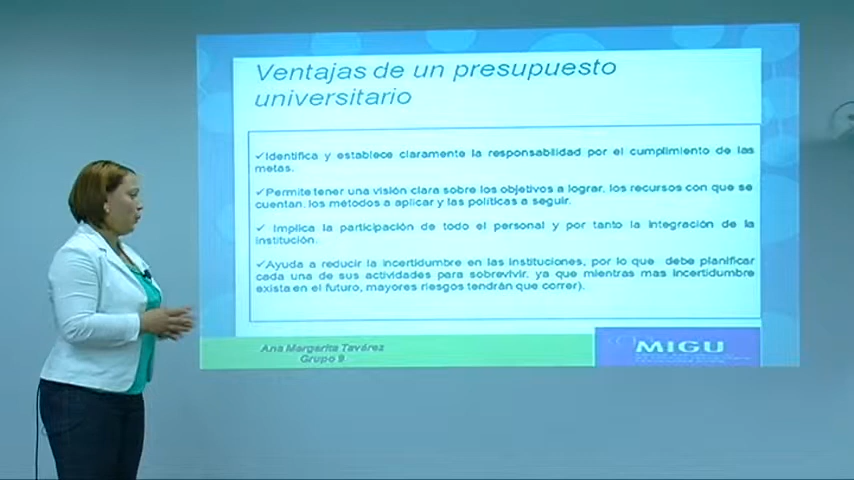 Ventajas de un presupuesto
universitario
✓Identifica y establece claramente la responsabilidad por el cumplimiento de las
metas.
✓Permite tener una visión clara sobre los objetivos a lograr, los recursos con que se
cuentan, los métodos a aplicar y las políticas a seguir.
✓ Implica la participación de todo el personal y por tanto la integración de la
institución.
✓Ayuda a reducir la incertidumbre en las instituciones, por lo que debe planificar
cada una de sus actividades para sobrevivir, ya que mientras mas incertidumbre
exista en el futuro, mayores riesgos tendrán que correr).
Ana Margarita Tavárez
Grupo 9
MIGU